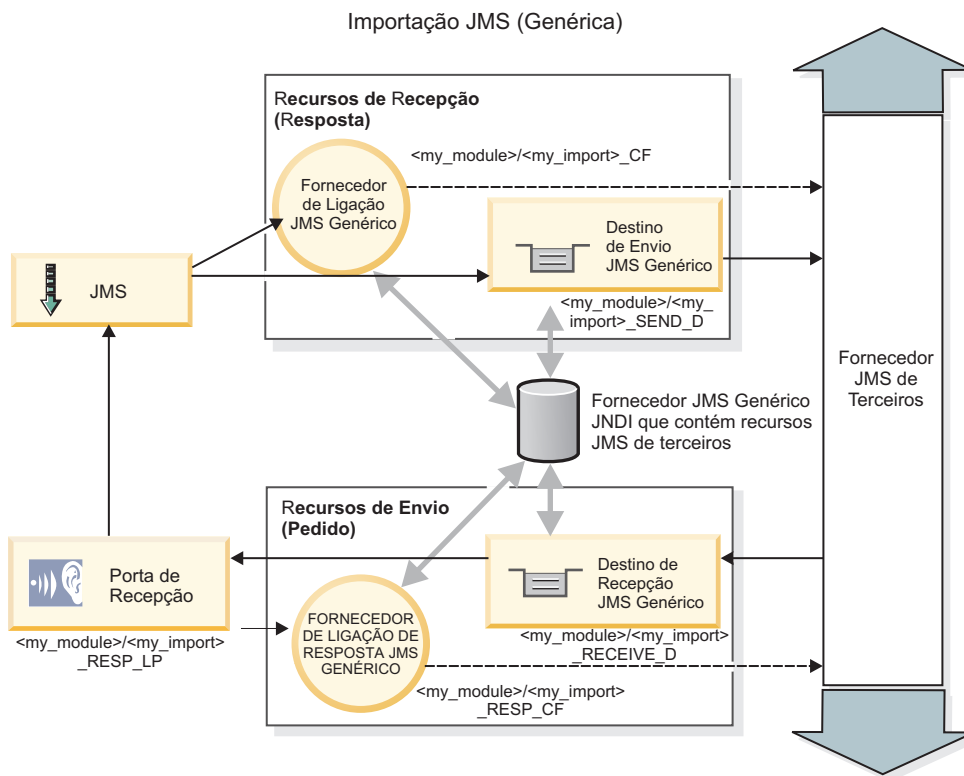 Importação JMS (Genérica)
Recursos de Recepção
(Resposta)
<my_module>/<my_import>_CF
Fornecedor
de Ligação
JMS Genérico
Destino
de Envio
JMS Genérico
<my_module>/<my_
import>_SEND_D
JMS
Fornecedor
JMS de
Terceiros
Fornecedor JMS Genérico
JNDI que contém recursos
JMS de terceiros
Recursos de Envio
(Pedido)
Porta de
Recepção
<my_module>/<my_import>
_RESP_LP
Destino de
Recepção
JMS Genérico
<my_module>/<my_import>
_RECEIVE_D
FORNECEDOR
DE LIGAÇÃO DE
RESPOSTA JMS
GENÉRICO
<my_module>/<my_import>
_RESP_CF